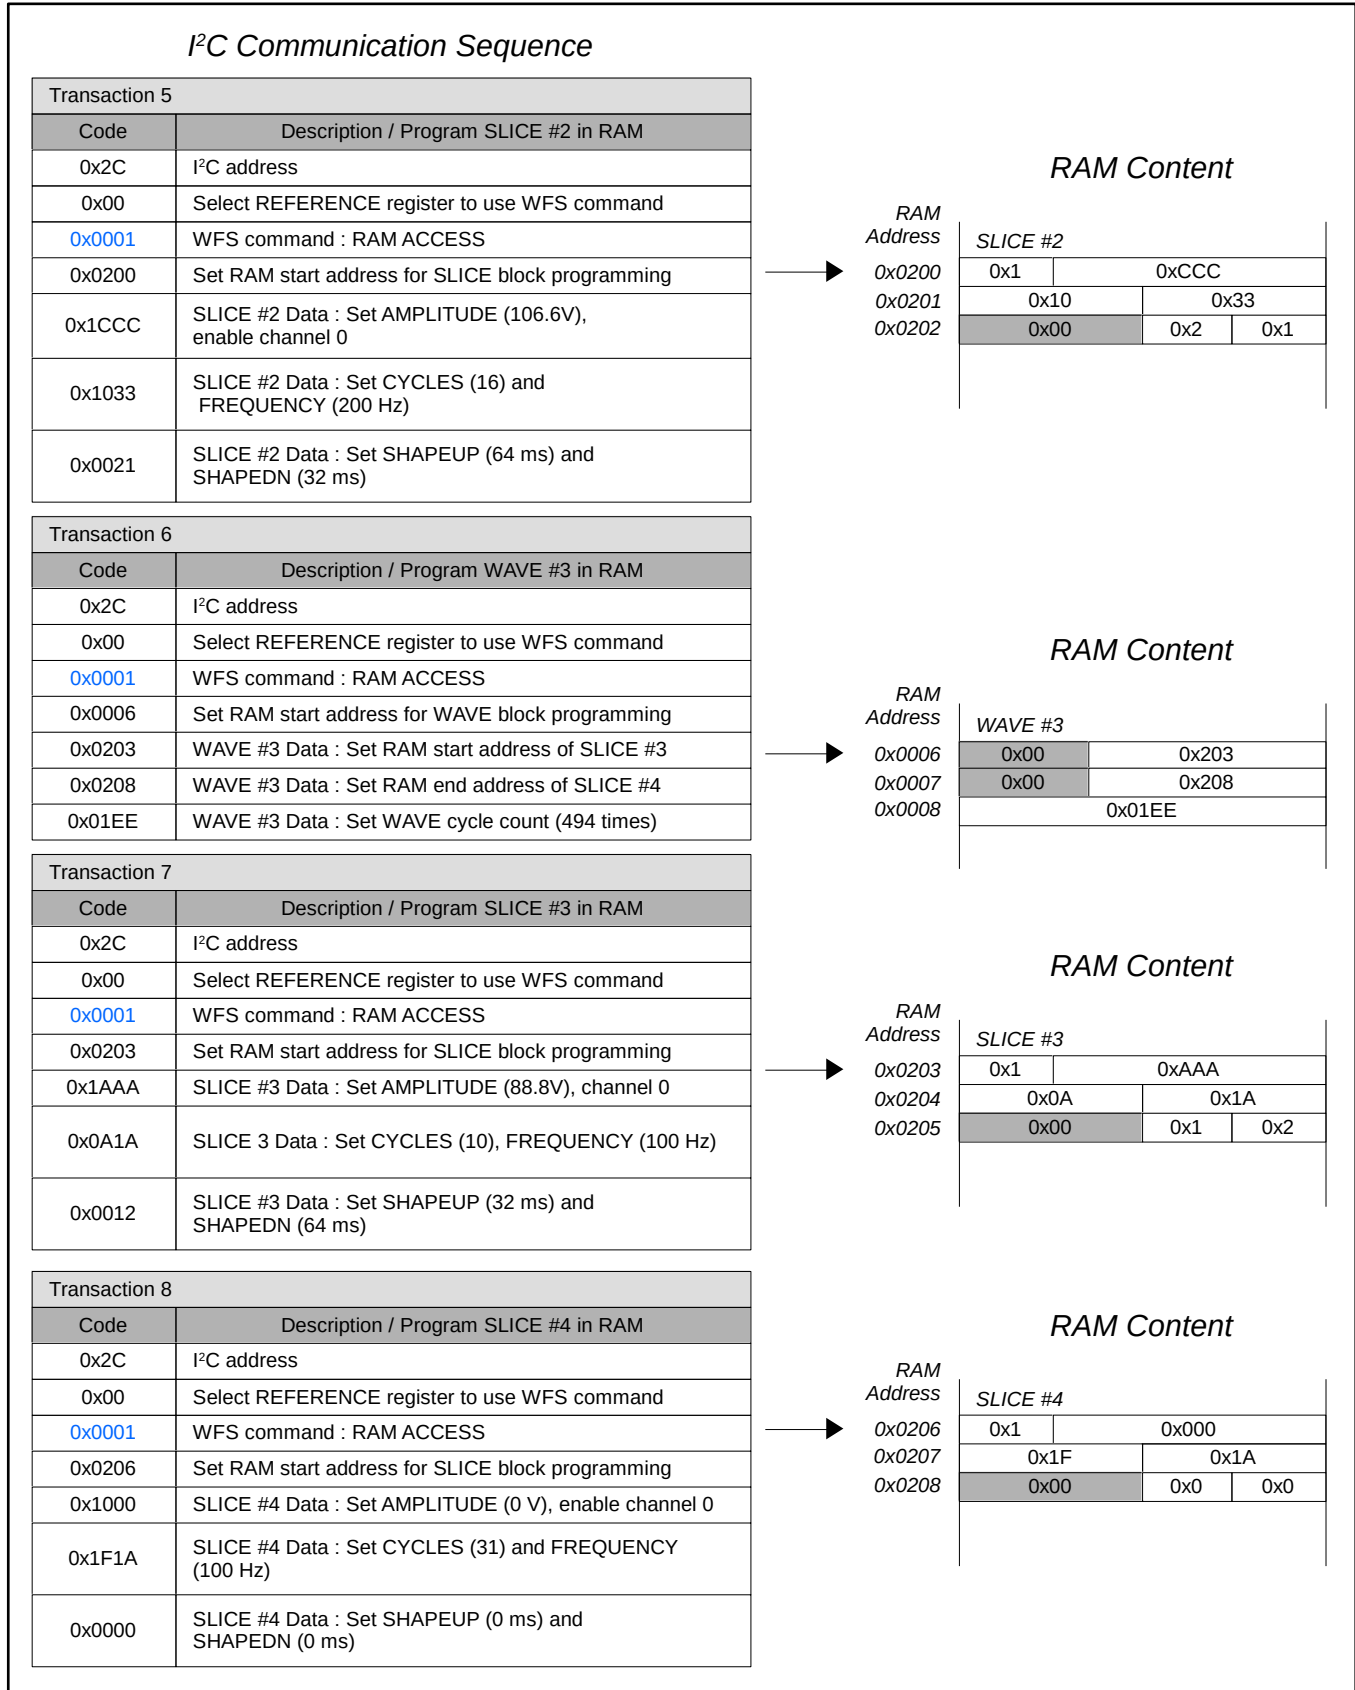 I²C Communication Sequence
Transaction 5
Code Description / Program SLICE #2 in RAM
0x2C I²C address
0x00 Select REFERENCE register to use WFS command
0x0001 WFS command : RAM ACCESS
0x0200 Set RAM start address for SLICE block programming
0x1CCC SLICE #2 Data : Set AMPLITUDE (106.6V),
enable channel 0
0x1033 SLICE #2 Data : Set CYCLES (16) and
FREQUENCY (200 Hz)
0x0021 SLICE #2 Data : Set SHAPEUP (64 ms) and
SHAPEDN (32 ms)
RAM Content
RAM
Address SLICE #2
0x0200 0x1 0xCCC
0x0201 0x10 0x33
0x0202 0x00 0x2 0x1
Transaction 6
Code Description / Program WAVE #3 in RAM
0x2C I²C address
0x00 Select REFERENCE register to use WFS command
0x0001 WFS command : RAM ACCESS
0x0006 Set RAM start address for WAVE block programming
0x0203 WAVE #3 Data : Set RAM start address of SLICE #3
0x0208 WAVE #3 Data : Set RAM end address of SLICE #4
0x01EE WAVE #3 Data : Set WAVE cycle count (494 times)
RAM Content
RAM
Address WAVE #3
0x0006 0x00 0x203
0x0007 0x00 0x208
0x0008 0x01EE
Transaction 7
Code Description / Program SLICE #3 in RAM
0x2C I²C address
0x00 Select REFERENCE register to use WFS command
0x0001 WFS command : RAM ACCESS
0x0203 Set RAM start address for SLICE block programming
0x1AAA SLICE #3 Data : Set AMPLITUDE (88.8V), channel 0
0x0A1A SLICE 3 Data : Set CYCLES (10), FREQUENCY (100 Hz)
0x0012 SLICE #3 Data : Set SHAPEUP (32 ms) and
SHAPEDN (64 ms)
RAM Content
RAM
Address SLICE #3
0x0203 0x1 0xAAA
0x0204 0x0A 0x1A
0x0205 0x00 0x1 0x2
Transaction 8
Code Description / Program SLICE #4 in RAM
0x2C I²C address
0x00 Select REFERENCE register to use WFS command
0x0001 WFS command : RAM ACCESS
0x0206 Set RAM start address for SLICE block programming
0x1000 SLICE #4 Data : Set AMPLITUDE (0 V), enable channel 0
0x1F1A SLICE #4 Data : Set CYCLES (31) and FREQUENCY
(100 Hz)
0x0000 SLICE #4 Data : Set SHAPEUP (0 ms) and
SHAPEDN (0 ms)
RAM Content
RAM
Address SLICE #4
0x0206 0x1 0x000
0x0207 0x1F 0x1A
0x0208 0x00 0x0 0x0